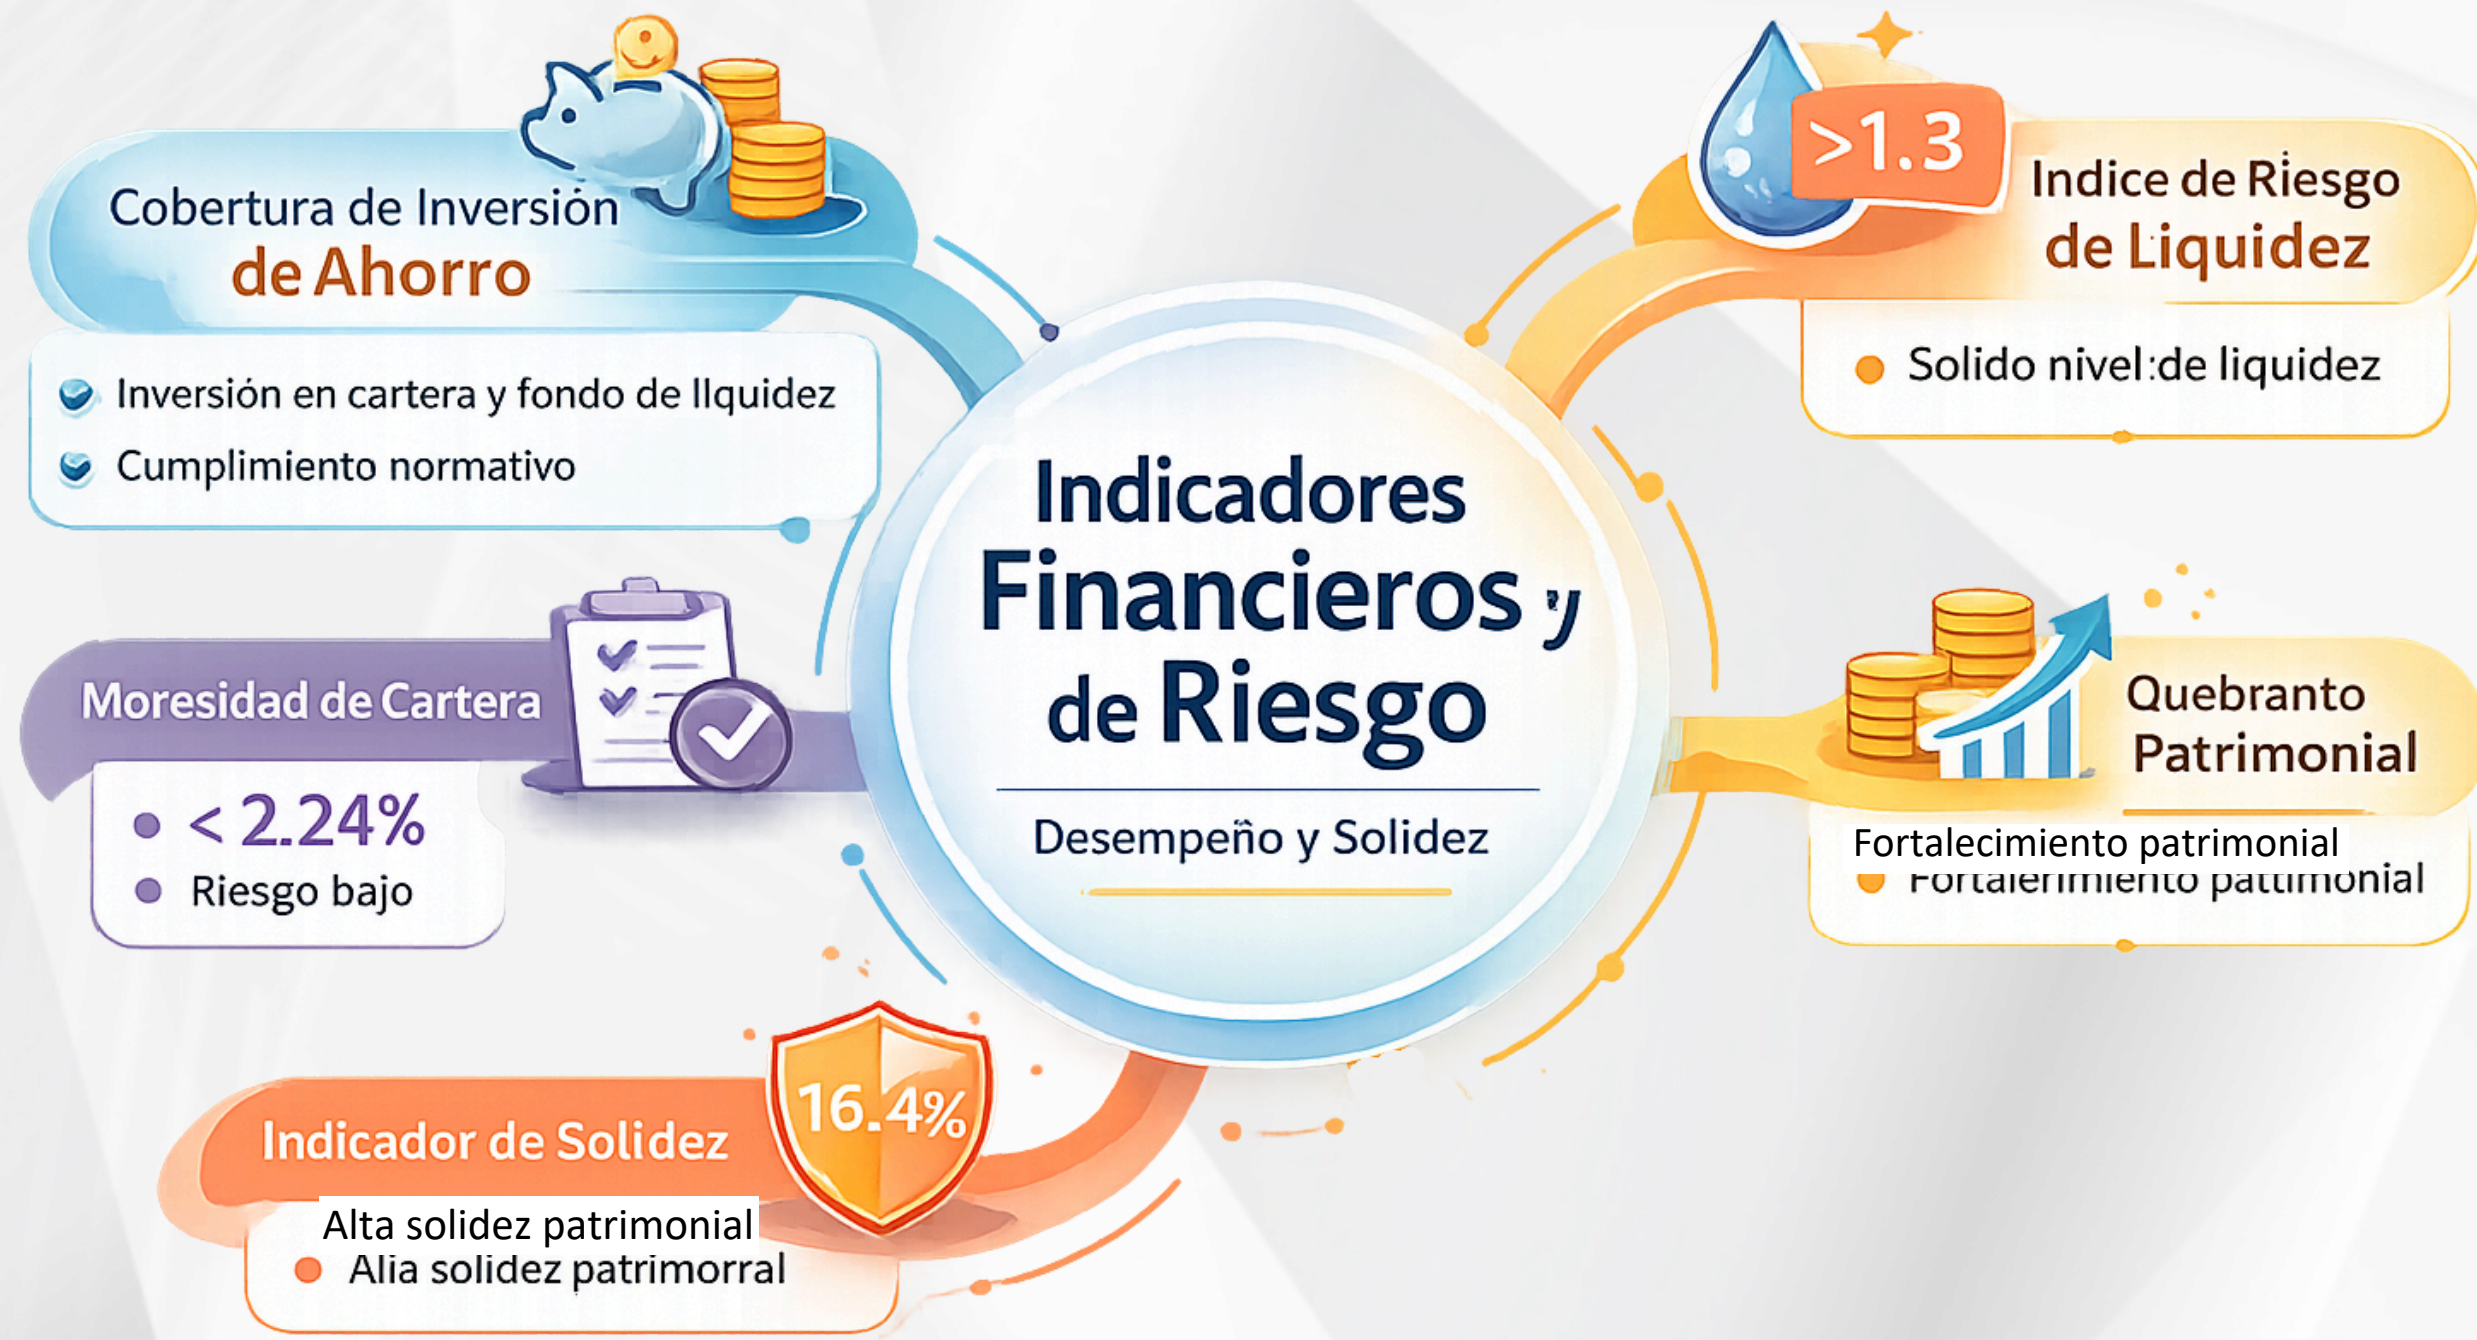 Cobertura de Inversión
de Ahorro
Inversión en cartera y fondo de lIquidez
Cumplimiento normativo
Moresidad de Cartera
< 2.24%
Riesgo bajo
Indicador de Solidez
16.4%
Alta solidez patrimonial
Alia solidez patrimorral
Indicadores
Financieros y
de Riesgo
Desempeño y Solidez
>1.3
Indice de Riesgo
de Liquidez
Solido nivel:de liquidez
Quebranto
Patrimonial
Fortalecimiento patrimonial
Fortalerimiento pattimonial